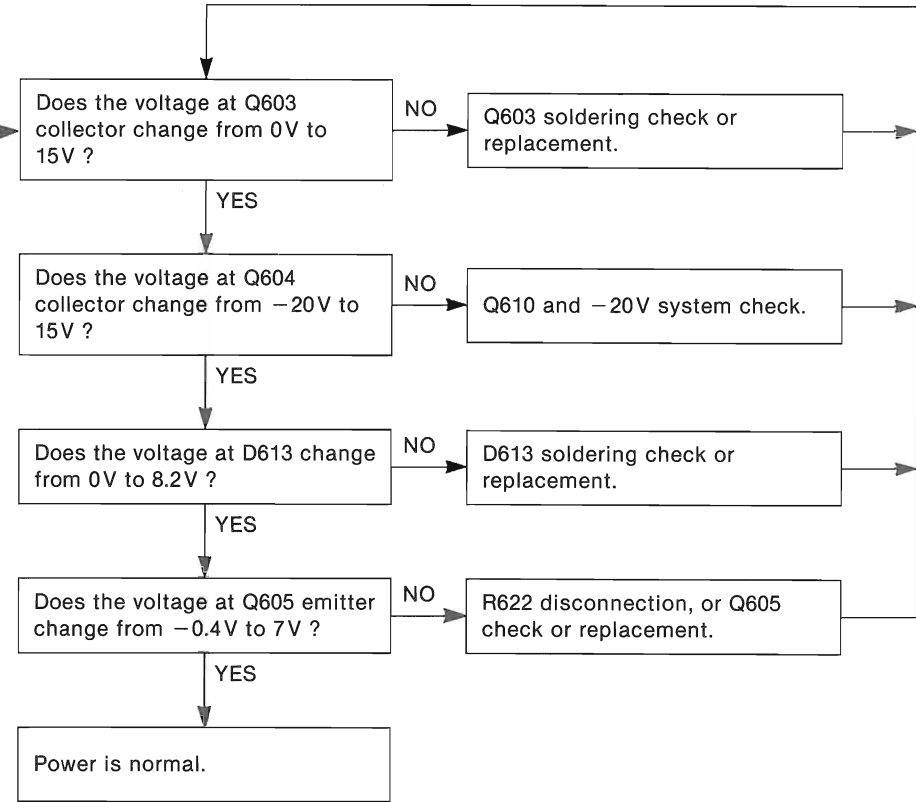 Does the voltage at Q603
collector change from 0V to
15V ?
NO
Q603 soldering check or
replacement.
YES
Does the voltage at Q604
collector change from −20V to
15V ?
NO
Q610 and −20V system check.
YES
Does the voltage at D613 change
from 0V to 8.2V ?
NO
D613 soldering check or
replacement.
YES
Does the voltage at Q605 emitter
change from −0.4V to 7V ?
NO
R622 disconnection, or Q605
check or replacement.
YES
Power is normal.